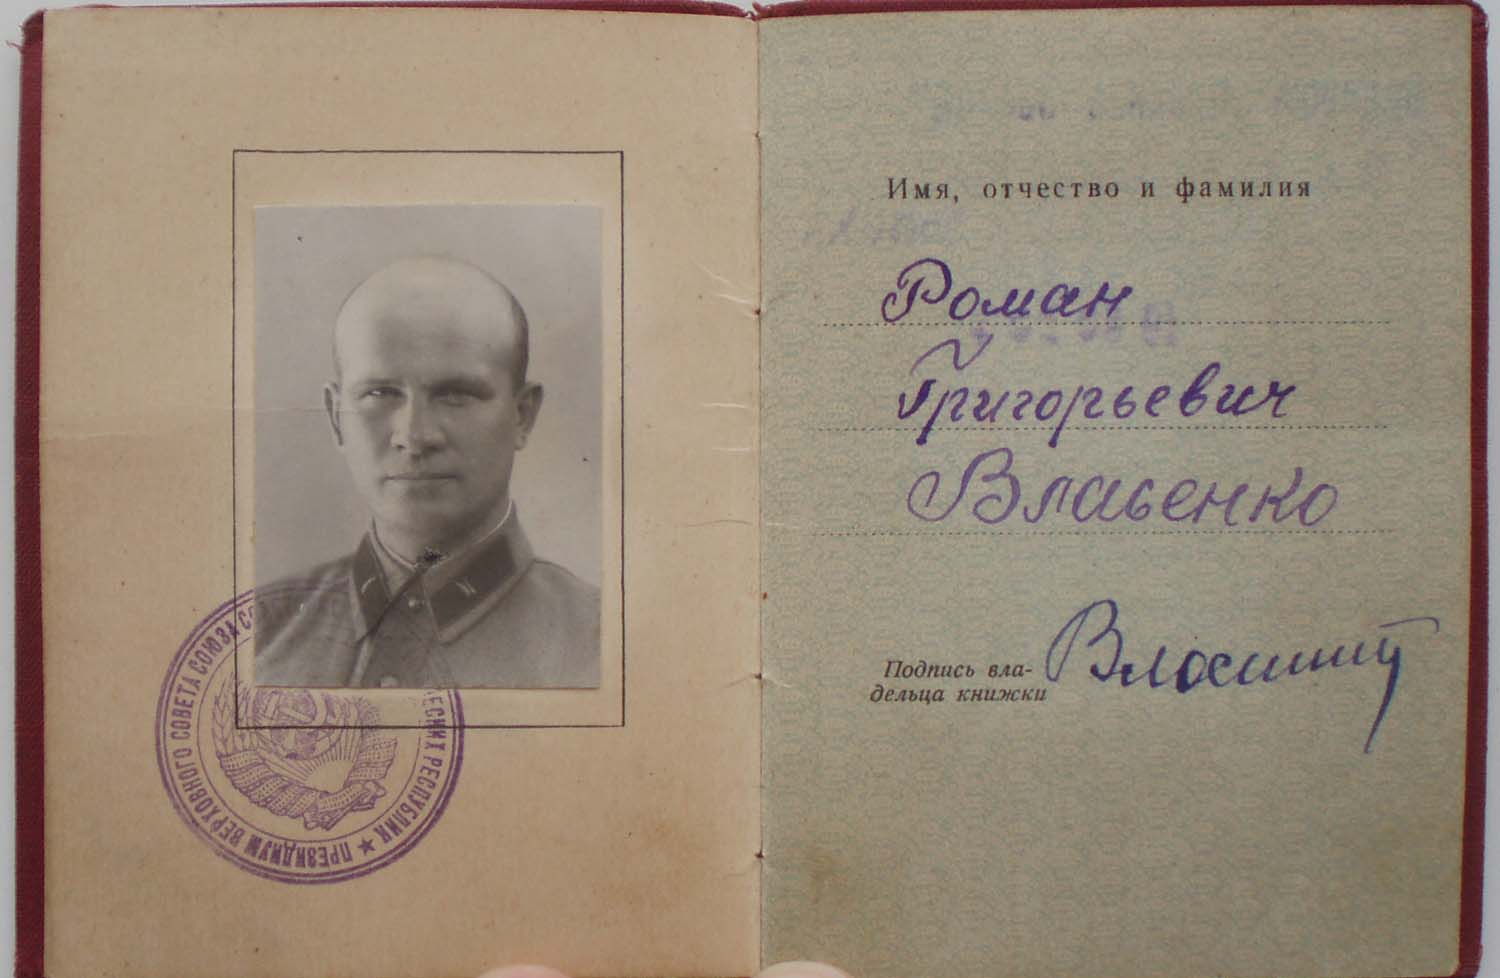 ПРЕЗИДИУМ ВЕРХОВНОГО СОВЕТА СОЮЗА РЕСПУБЛИК
Имя, отчество и фамилия
Роман
Григорьевич
Власенко
Подпись вла-
дельца книжки